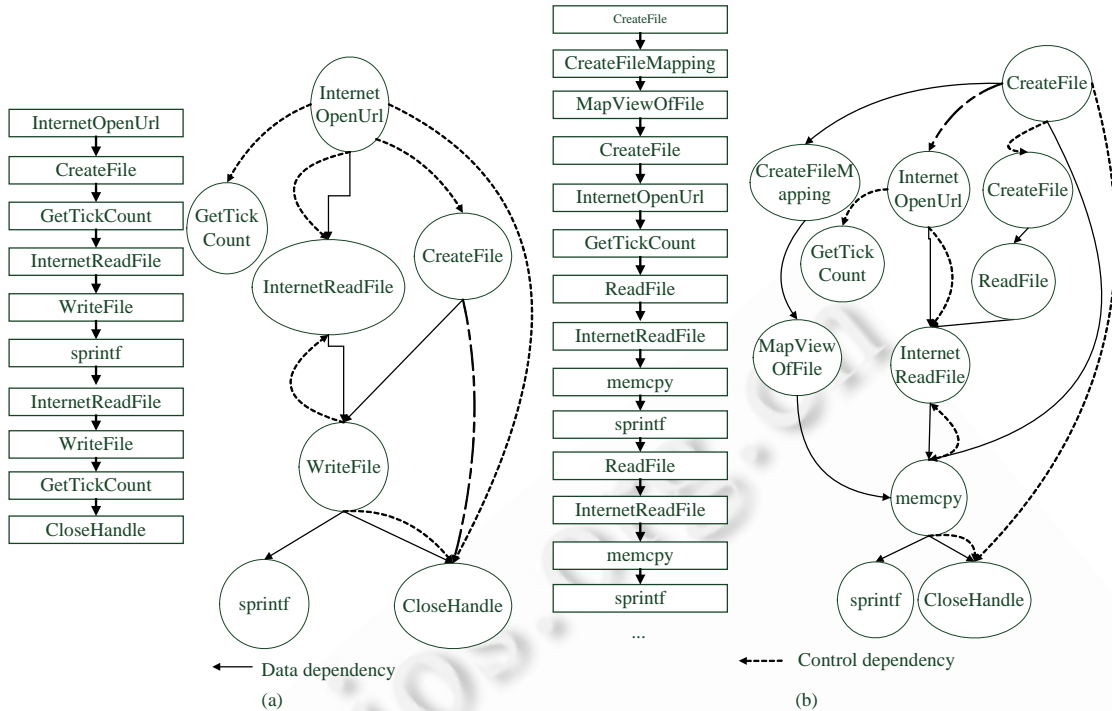 InternetOpenUrl
CreateFile
GetTickCount
InternetReadFile
WriteFile
sprintf
InternetReadFile
WriteFile
GetTickCount
CloseHandle
Internet
OpenUrl
GetTick
Count
InternetReadFile
CreateFile
WriteFile
sprintf
CloseHandle
Data dependency
(a)
CreateFile
CreateFileMapping
MapViewOfFile
CreateFile
InternetOpenUrl
GetTickCount
ReadFile
InternetReadFile
memcpy
sprintf
ReadFile
InternetReadFile
memcpy
sprintf
...
CreateFile
CreateFileM
apping
Internet
OpenUrl
CreateFile
GetTick
Count
ReadFile
MapView
OfFile
Internet
ReadFile
memcpy
sprintf
CloseHandle
Control dependency
(b)